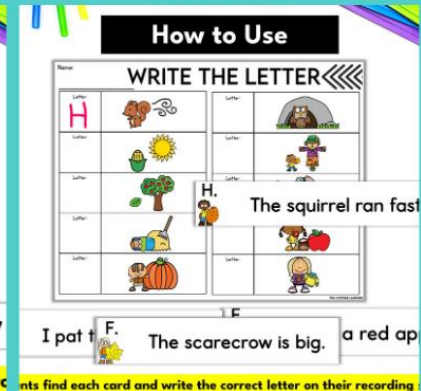 How to Use
Name:
WRITE THE LETTER
Letter:
H
Letter:
Letter:
Letter:
Letter:
Letter:
Letter:
Letter:
Letter:
H.
The squirrel ran fast
I pat
F.
The scarecrow is big.
a red ap
nts find each card and write the correct letter on their recording